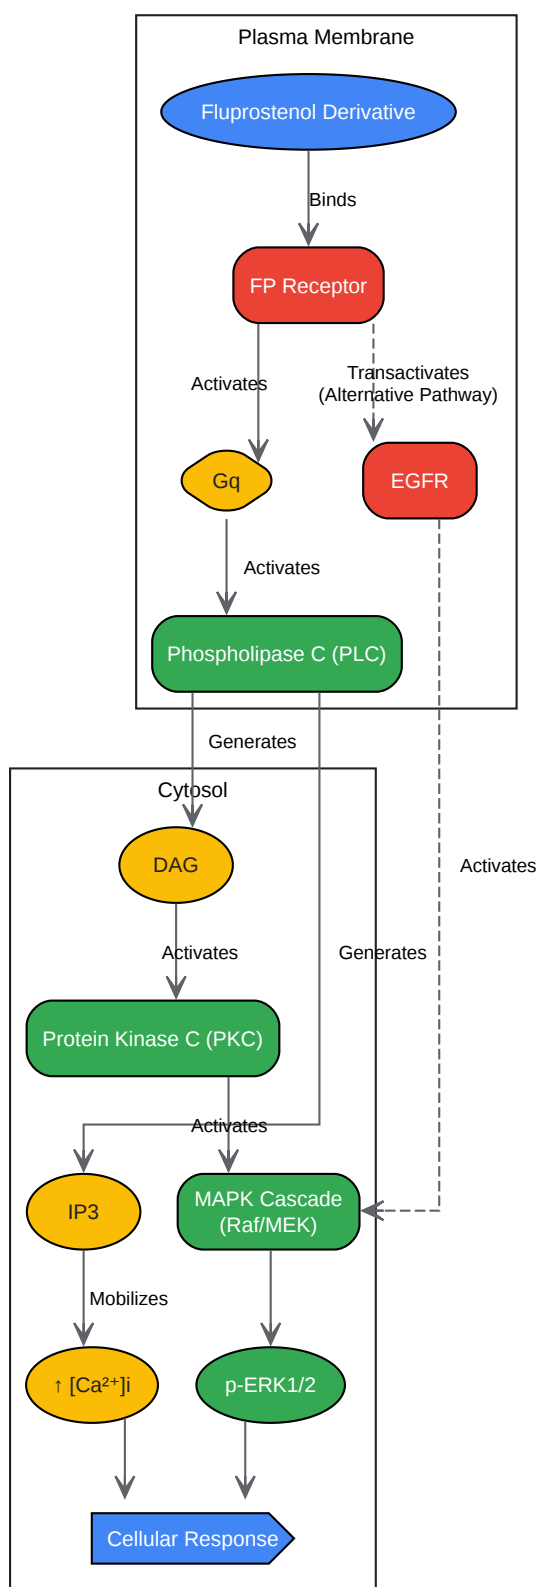 Plasma Membrane
Fluprostenol Derivative
Binds
FP Receptor
Activates
Transactivates
(Alternative Pathway)
Gq
EGFR
Activates
Phospholipase C (PLC)
Generates
Cytosol
DAG
Activates
Activates
Generates
Protein Kinase C (PKC)
Activates
IP3
MAPK Cascade
(Raf/MEK)
Mobilizes
↑ [Ca²⁺]i
p-ERK1/2
Cellular Response